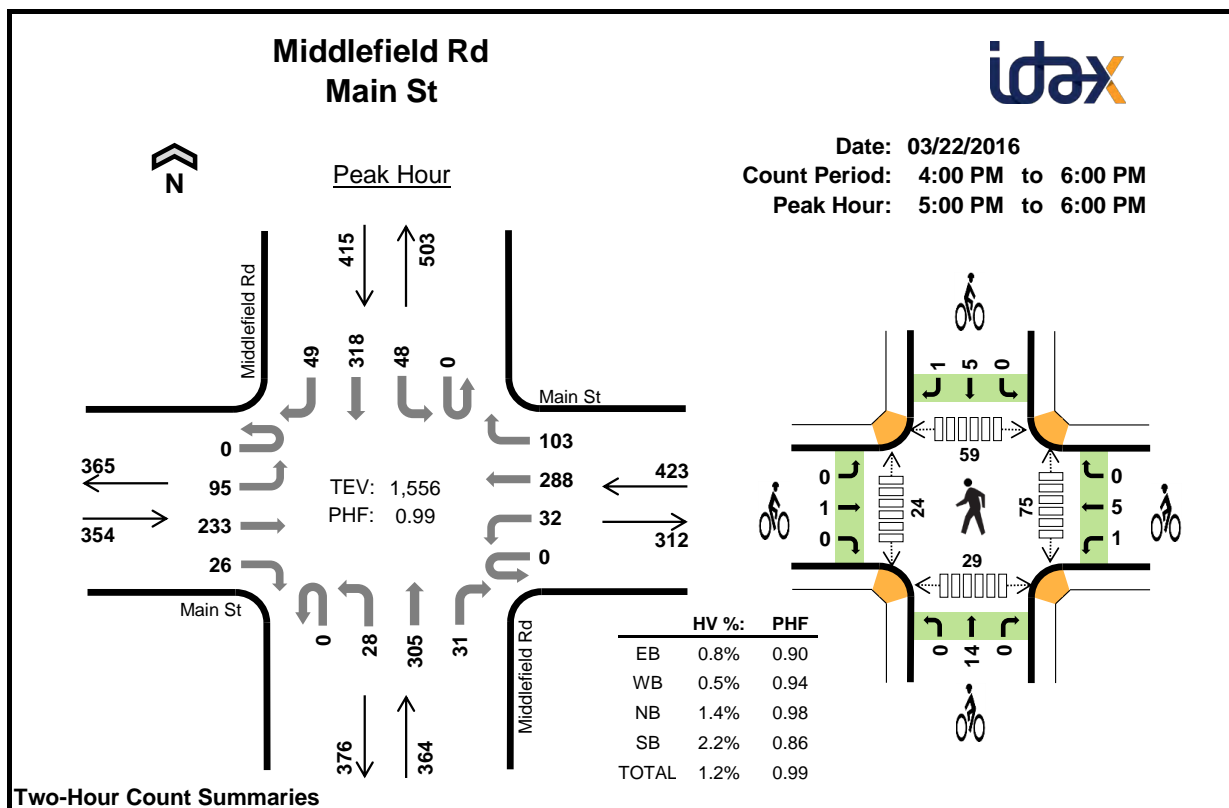 Middlefield Rd
Main St
idax
Date: 03/22/2016
Count Period: 4:00 PM to 6:00 PM
Peak Hour: 5:00 PM to 6:00 PM
N
Peak Hour
415
503
Middlefield Rd
49
318
48
0
Main St
0
95
233
26
365
354
TEV: 1,556
PHF: 0.99
103
288
32
0
423
312
Main St
0
28
305
31
Middlefield Rd
376
364
1
5
0
59
0
1
0
24
75
0
5
1
29
0
14
0
HV %: PHF
EB 0.8% 0.90
WB 0.5% 0.94
NB 1.4% 0.98
SB 2.2% 0.86
TOTAL 1.2% 0.99
Two-Hour Count Summaries